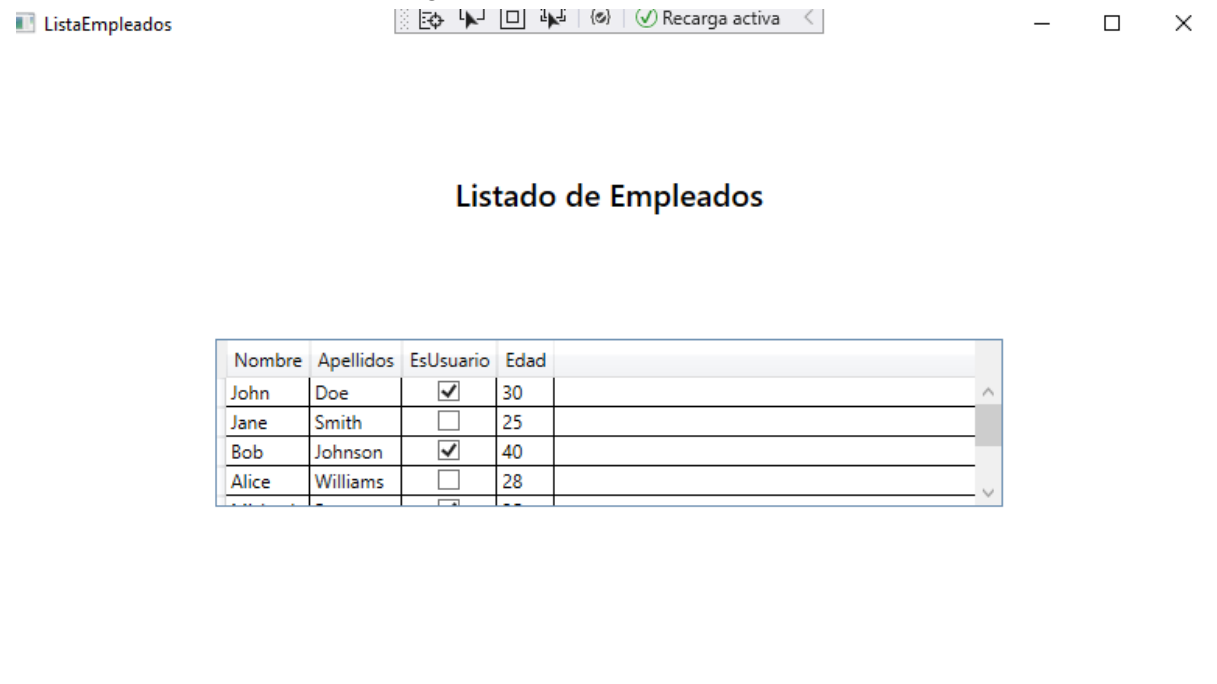 ListaEmpleados
Recarga activa
Listado de Empleados
Nombre Apellidos EsUsuario Edad
John Doe 30
Jane Smith 25
Bob Johnson 40
Alice Williams 28